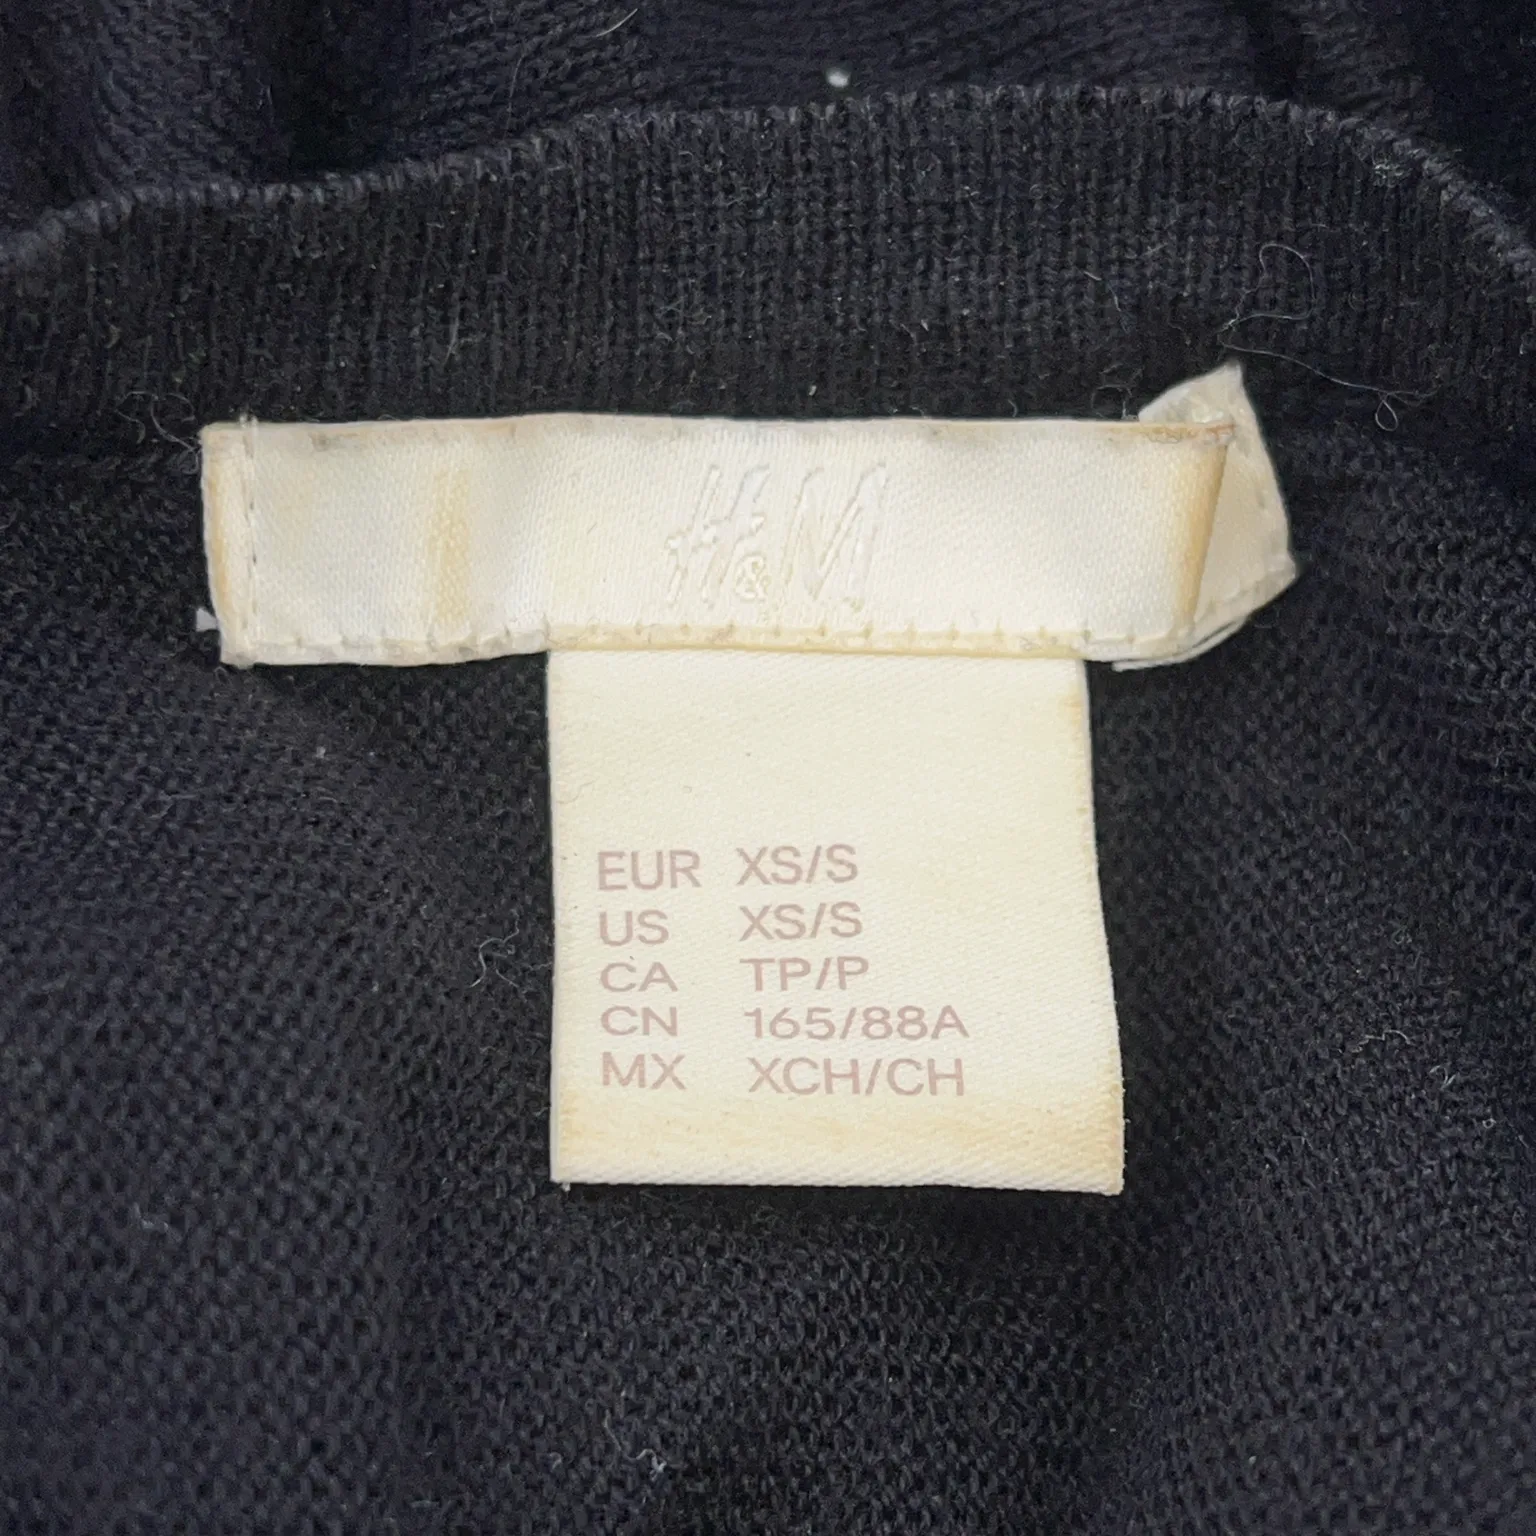 H&M
EUR XS/S
US XS/S
CA TP/P
CN 165/88A
MX XCH/CH